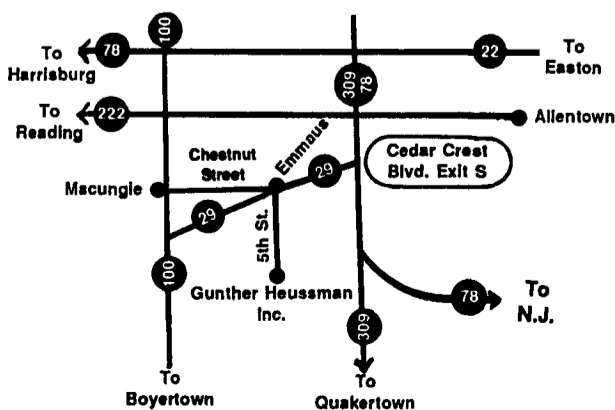 100
To
Harrisburg
78
22
To
Easton
309
78
To
Reading
222
Allentown
Chestnut
Street
Emmaus
29
Cedar Crest
Blvd. Exit S
Macungie
29
5th St.
100
Gunther Heussman
Inc.
78
To
N.J.
309
To
Boyertown
To
Quakertown